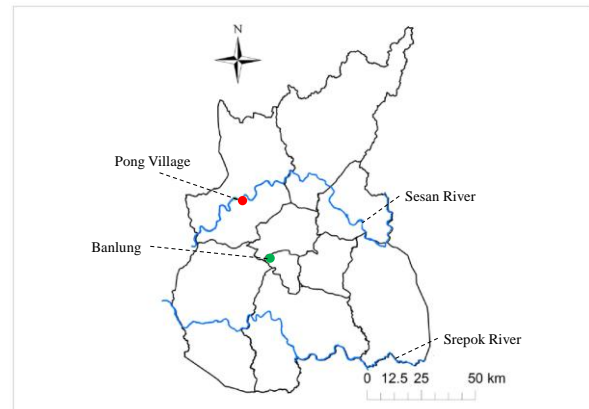 N
Pong Village
Sesan River
Banlung
Srepok River
0 12.5 25 50 km